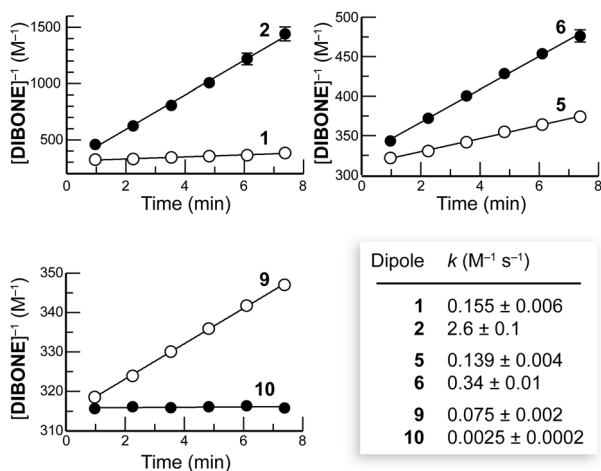 [DIBONE]⁻¹ (M⁻¹)
1500
1000
500
2
1
0 2 4 6 8
Time (min)
[DIBONE]⁻¹ (M⁻¹)
500
450
400
350
300
6
5
0 2 4 6 8
Time (min)
[DIBONE]⁻¹ (M⁻¹)
350
340
330
320
310
9
10
0 2 4 6 8
Time (min)
Dipole k (M⁻¹ s⁻¹)
1 0.155 ± 0.006
2 2.6 ± 0.1
5 0.139 ± 0.004
6 0.34 ± 0.01
9 0.075 ± 0.002
10 0.0025 ± 0.0002